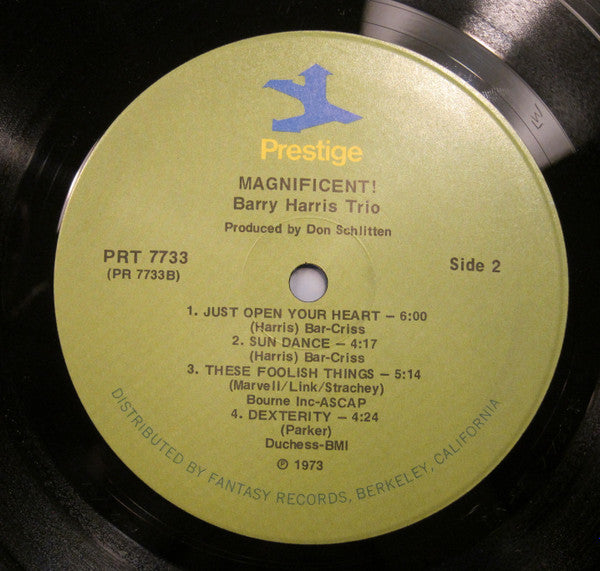 Prestige
MAGNIFICENT!
Barry Harris Trio
Produced by Don Schlitten
PRT 7733
(PR 7733B)
Side 2
1. JUST OPEN YOUR HEART – 6:00
(Harris) Bar-Criss
2. SUN DANCE – 4:17
(Harris) Bar-Criss
3. THESE FOOLISH THINGS – 5:14
(Marvell/Link/Strachey)
Bourne Inc-ASCAP
4. DEXTERITY – 4:24
(Parker)
Duchess-BMI
℗ 1973
DISTRIBUTED BY FANTASY RECORDS, BERKELEY, CALIFORNIA